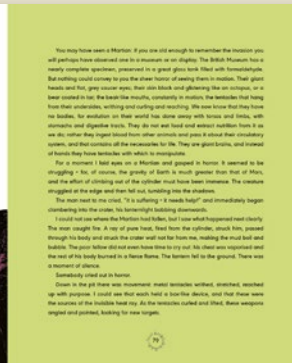 You may have seen a Martian: if you are old enough to remember the invasion you
will perhaps have observed one in a museum or on display. The British Museum has a
nearly complete specimen, preserved in a great glass tank filled with formaldehyde.
But nothing could convey to you the sheer horror of seeing them in motion. Their giant
heads and flat, grey saucer eyes; their skin black and glistening like an octopus, or a
bear coated in tar; the beak-like mouths, constantly in motion; the tentacles that hang
from their undersides, writhing and curling and reaching. We now know that they have
no bodies, for evolution on their world has done away with torsos and limbs, with
stomachs and digestive tracts. They do not eat food and extract nutrition from it as
we do; rather they ingest blood from other animals and pass it about their circulatory
system, and that contains all the necessaries for life. They are giant brains, and instead
of hands they have tentacles with which to manipulate.
For a moment I laid eyes on a Martian and gasped in horror. It seemed to be
struggling – for, of course, the gravity of Earth is much greater than that of Mars,
and the effort of climbing out of the cylinder must have been immense. The creature
struggled at the edge and then fell out, tumbling into the shadows.
The man next to me cried, "It is suffering – it needs help!" and immediately began
clambering into the crater, his lanternlight bobbing downwards.
I could not see where the Martian had fallen, but I saw what happened next clearly.
The man caught fire. A ray of pure heat, fired from the cylinder, struck him, passed
through his body and struck the crater wall not far from me, making the mud boil and
bubble. The poor fellow did not even have time to cry out: his chest was vaporised and
the rest of his body burned in a fierce flame. The lantern fell to the ground. There was
a moment of silence.
Somebody cried out in horror.
Down in the pit there was movement: metal tentacles writhed, stretched, reached
up with purpose. I could see that each held a box-like device, and that these were
the sources of the invisible heat ray. As the tentacles curled and lifted, these weapons
angled and pointed, looking for new targets.